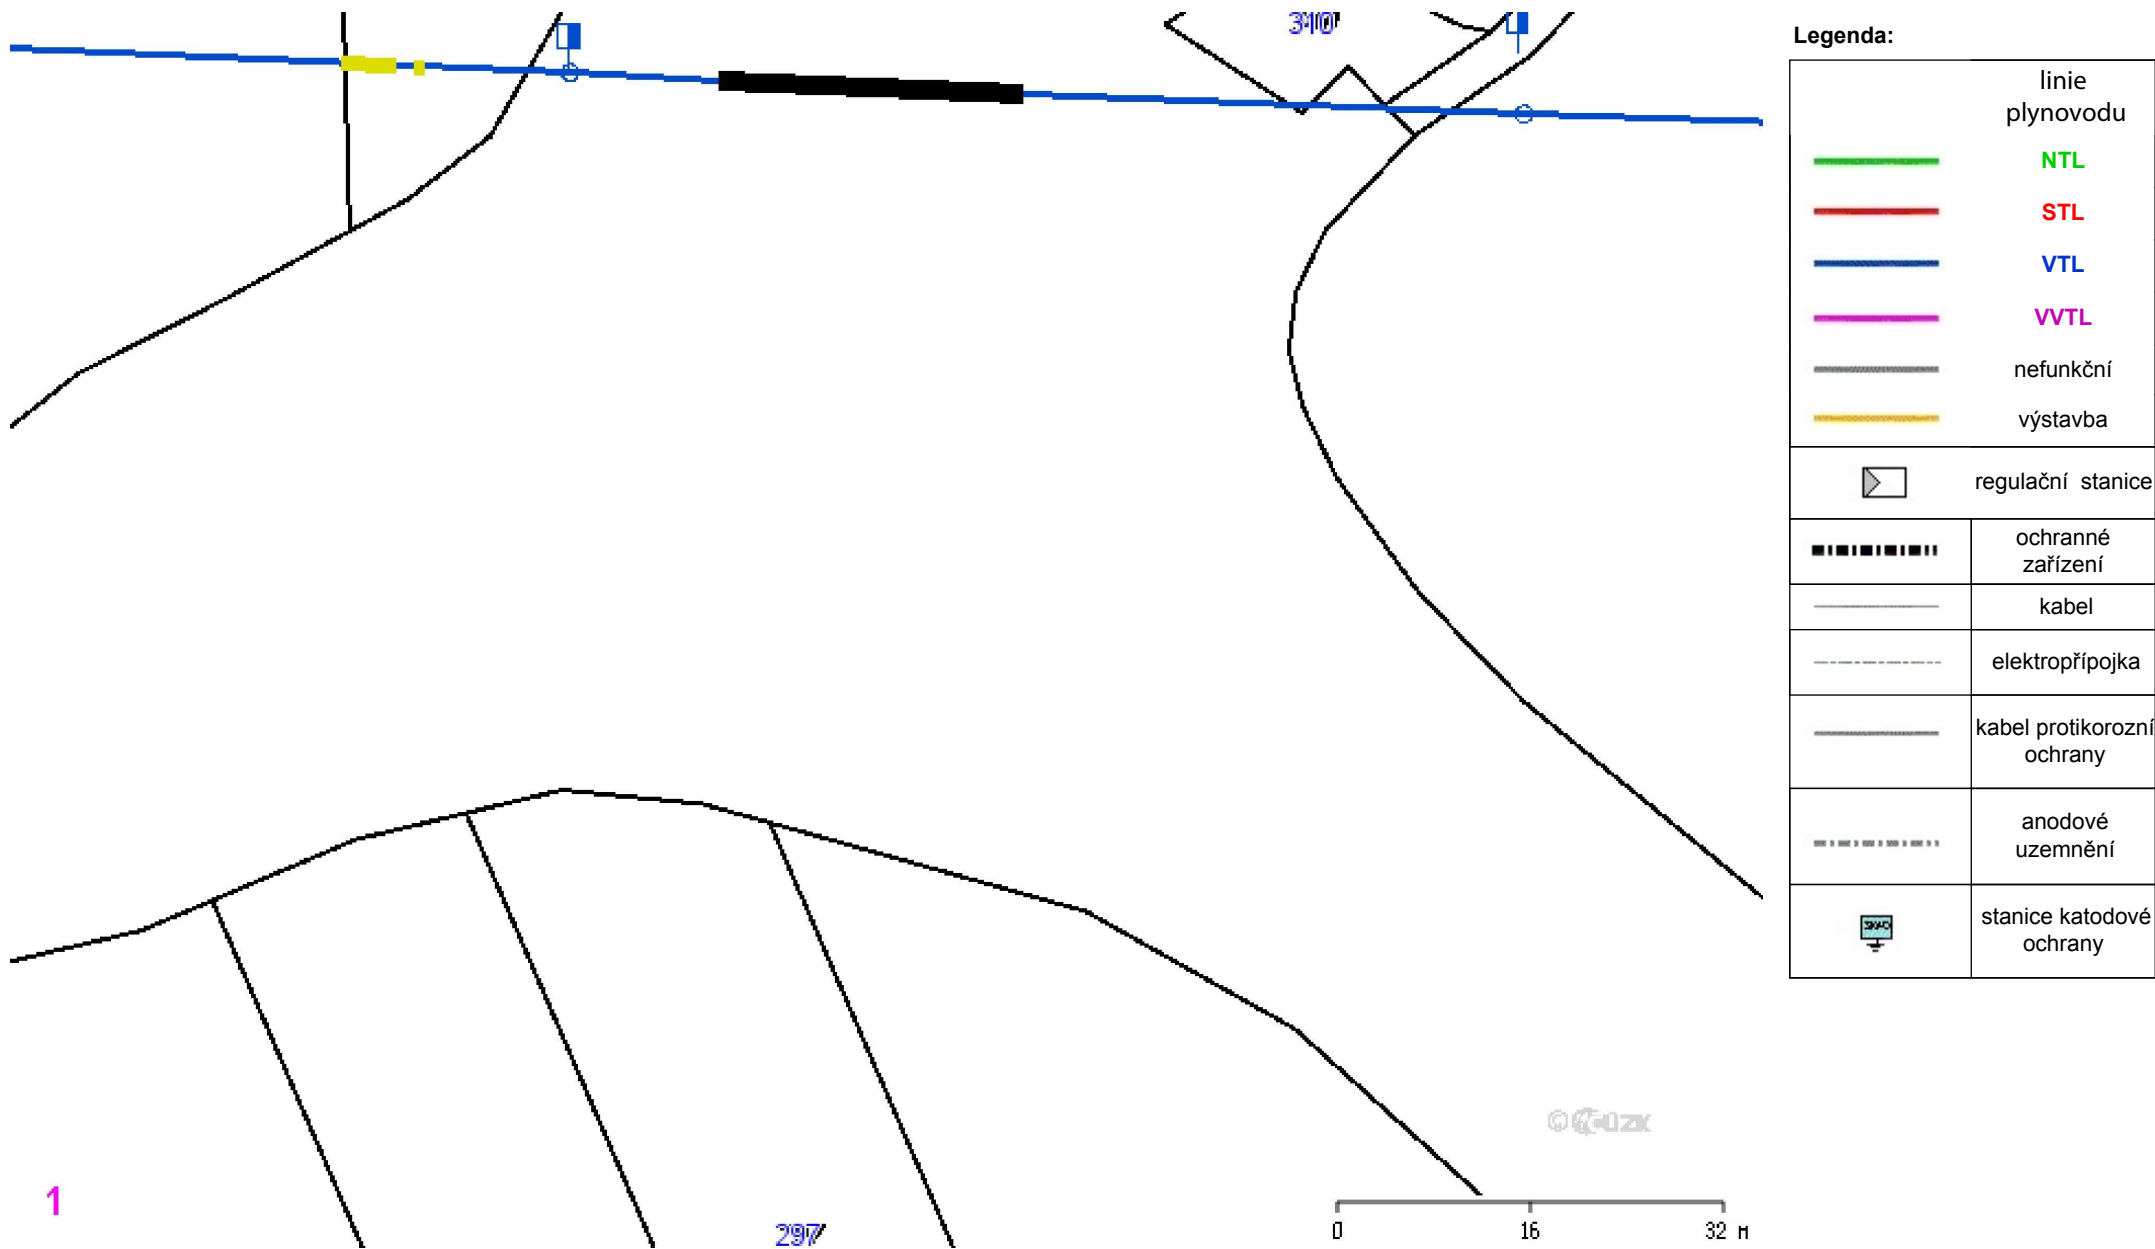 310
Legenda:
linie
plynovodu
NTL
STL
VTL
VVTL
nefunkční
výstavba
regulační stanice
ochranné
zařízení
kabel
elektropřípojka
kabel protikorozní
ochrany
anodové
uzemnění
stanice katodové
ochrany
1
297
0 16 32 m